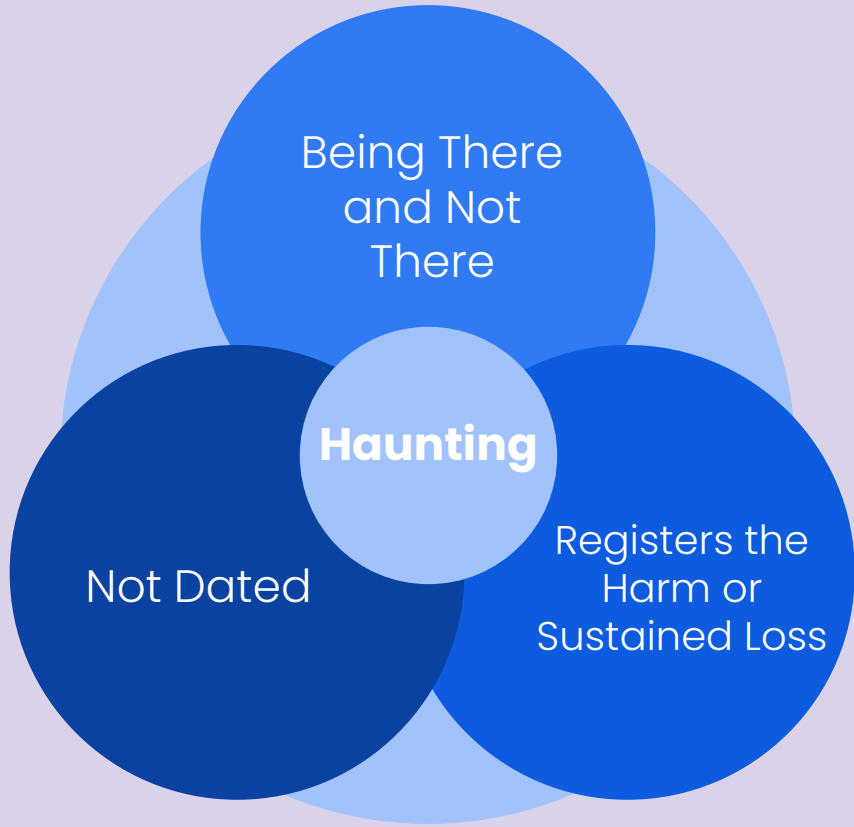 Being There
and Not
There
Haunting
Not Dated
Registers the
Harm or
Sustained Loss